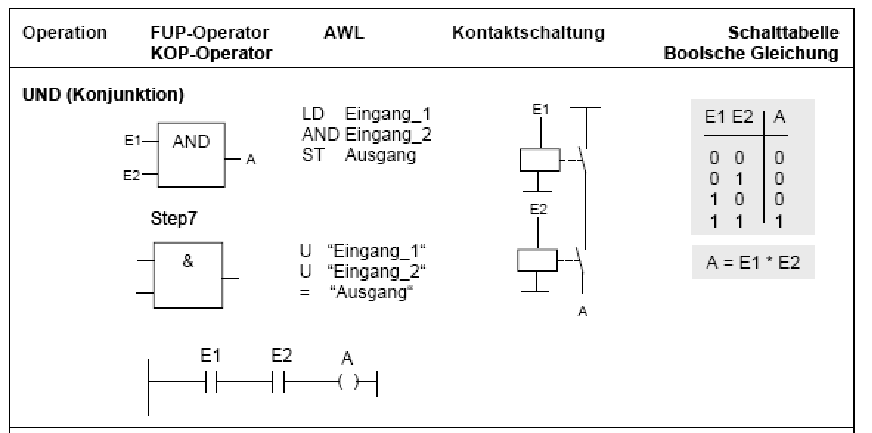 Operation FUP-Operator AWL Kontaktschaltung Schalttabelle
KOP-Operator Boolsche Gleichung
UND (Konjunktion)
E1 AND
E2 A
LD Eingang_1
AND Eingang_2
ST Ausgang
E1
E2
A
E1 E2 A
0 0 0
0 1 0
1 0 0
1 1 1
A = E1 * E2
Step7
&
U "Eingang_1“
U "Eingang_2“
= "Ausgang“
E1 E2 A
( )